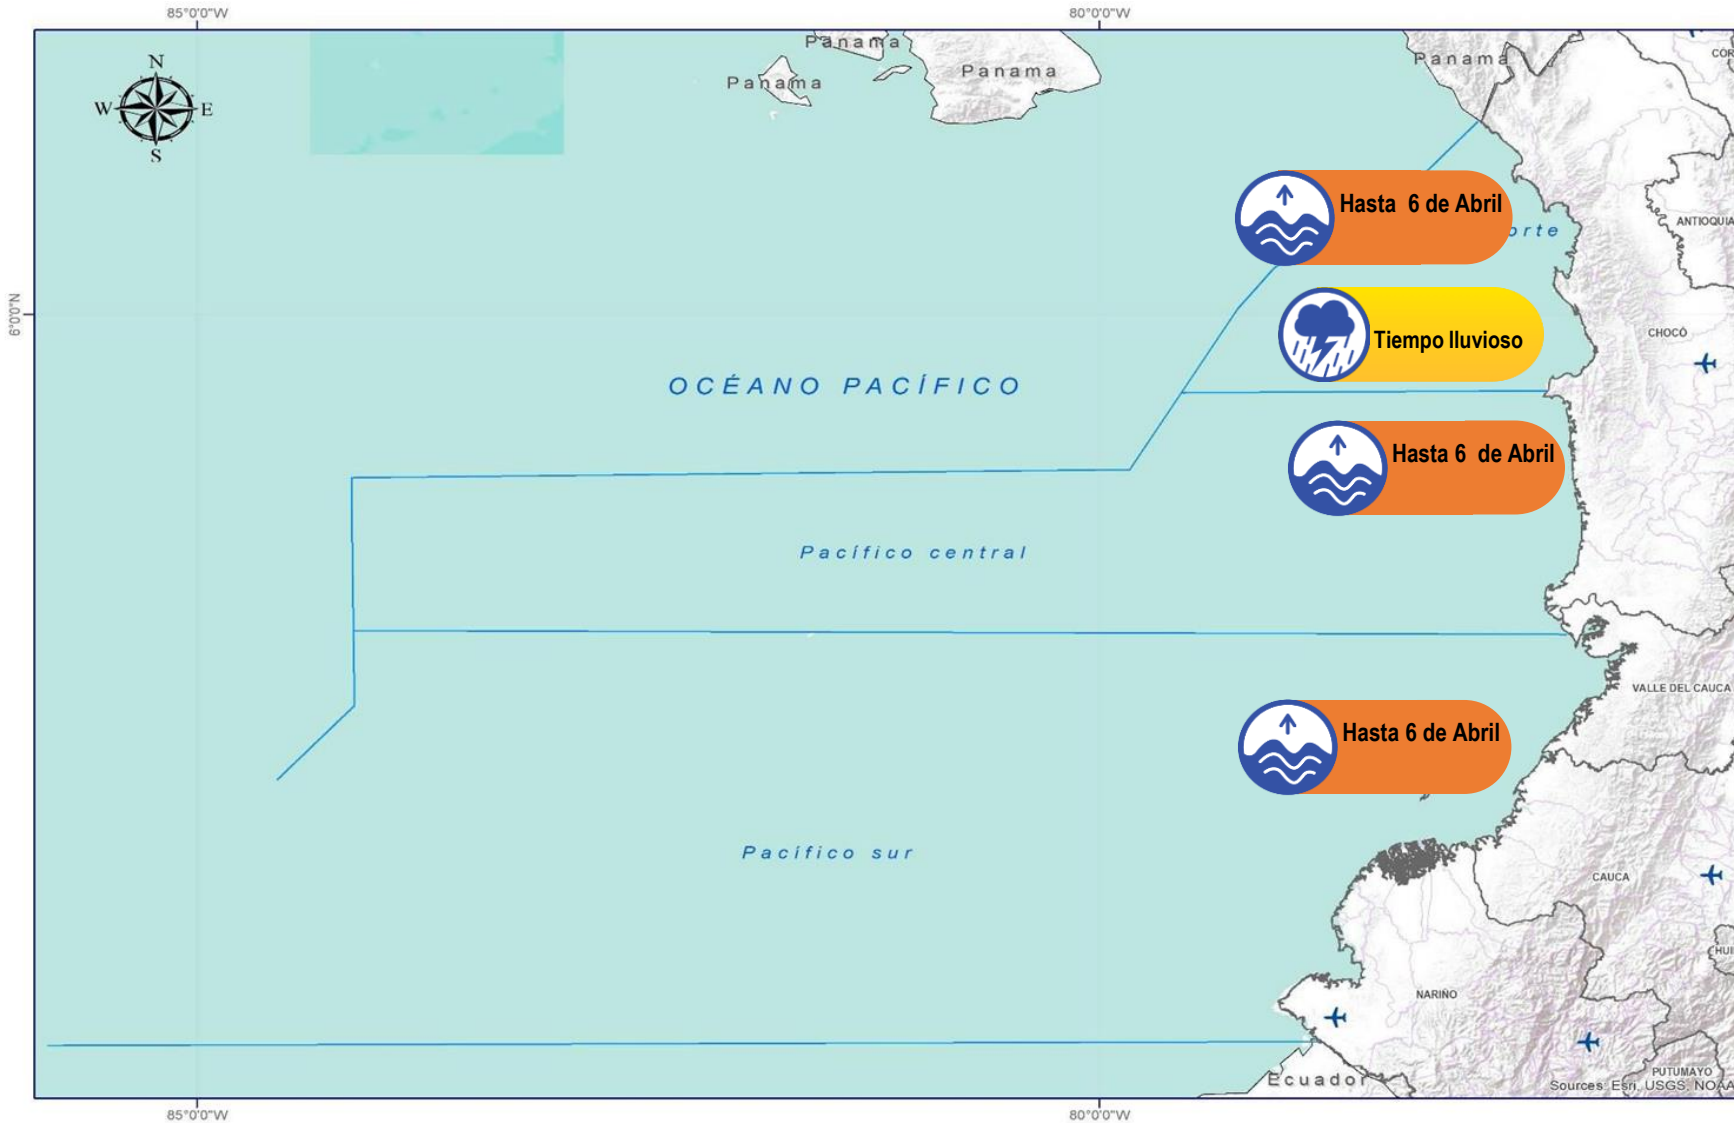 85°0'0"W
80°0'0"W
Panama
Panama
Panama
Panama
N
W
E
S
ANTIOQUIA
Hasta 6 de Abril
orte
6°0'0"N
CHOCÓ
Tiempo lluvioso
OCÉANO PACÍFICO
Hasta 6 de Abril
Pacífico central
VALLE DEL CAUCA
Hasta 6 de Abril
Pacífico sur
CAUCA
NARIÑO
PUTUMAYO
Ecuador
Sources: Esri, USGS, NOAA
85°0'0"W
80°0'0"W